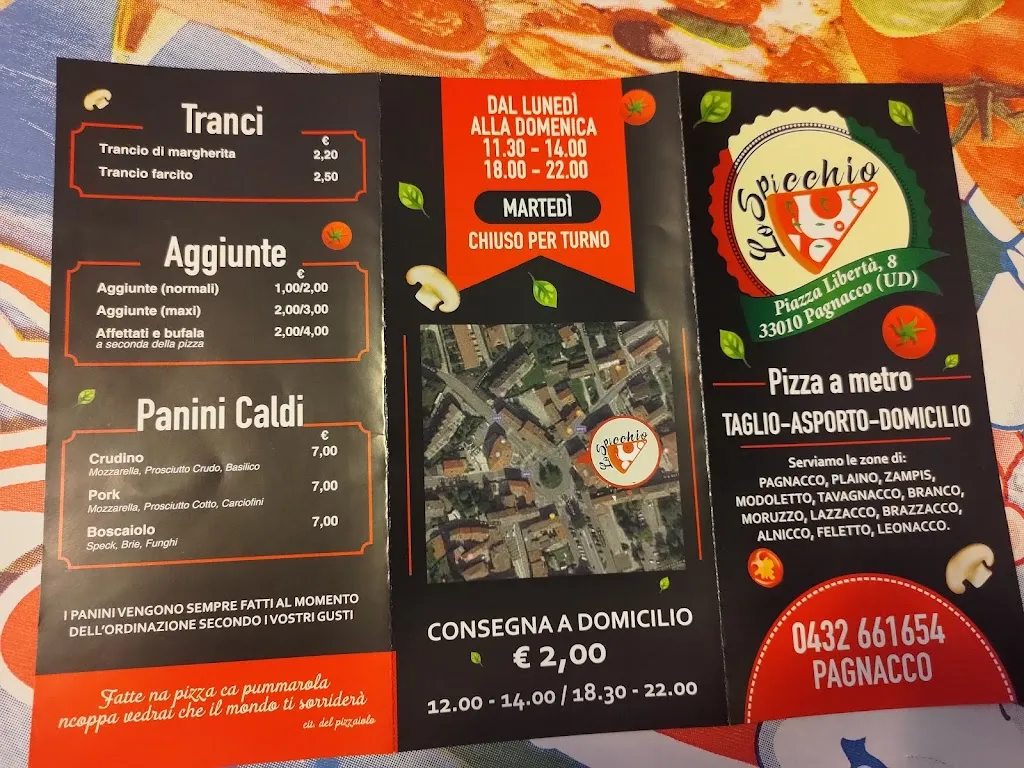 Tranci
€
Trancio di margherita 2,20
Trancio farcito 2,50
Aggiunte
€
Aggiunte (normali) 1,00/2,00
Aggiunte (maxi) 2,00/3,00
Affettati e bufala 2,00/4,00
a seconda della pizza
Panini Caldi
€
Crudino 7,00
Mozzarella, Prosciutto Crudo, Basilico
Pork 7,00
Mozzarella, Prosciutto Cotto, Carciofini
Boscaiolo 7,00
Speck, Brie, Funghi
I PANINI VENGONO SEMPRE FATTI AL MOMENTO
DELL'ORDINAZIONE SECONDO I VOSTRI GUSTI
Fatte na pizza ca pummarola
ncoppa vedrai che il mondo ti sorriderà
cit. del pizzaiolo
DAL LUNEDÌ
ALLA DOMENICA
11.30 - 14.00
18.00 - 22.00
MARTEDÌ
CHIUSO PER TURNO
Lo Spicchio
CONSEGNA A DOMICILIO
€ 2,00
12.00 - 14.00 / 18.30 - 22.00
Lo Spicchio
Piazza Libertà, 8
33010 Pagnacco (UD)
Pizza a metro
TAGLIO-ASPORTO-DOMICILIO
Serviamo le zone di:
PAGNACCO, PLAINO, ZAMPIS,
MODOLETTO, TAVAGNACCO, BRANCO,
MORUZZO, LAZZACCO, BRAZZACCO,
ALNICCO, FELETTO, LEONACCO.
0432 661654
PAGNACCO